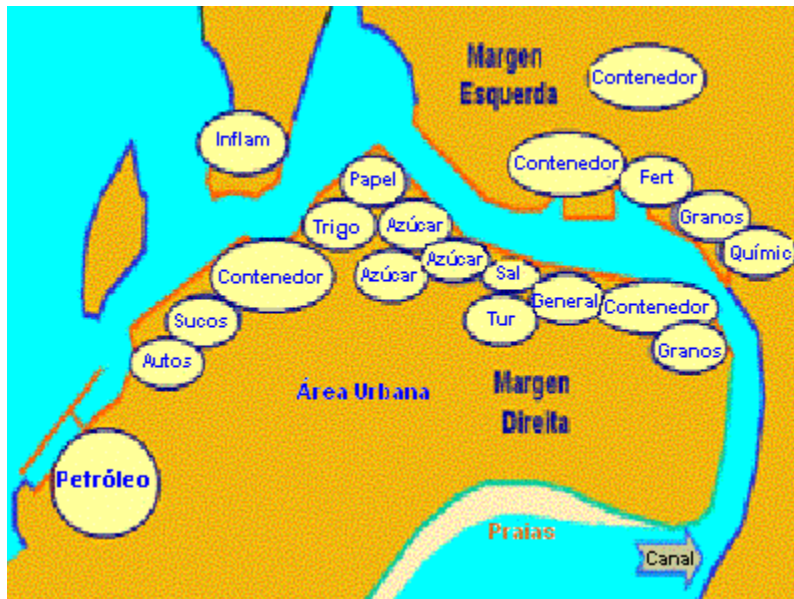 Margen
Esquerda
Contenedor
Inflam
Contenedor
Papel
Fert
Trigo
Azúcar
Granos
Químic
Contenedor
Azúcar
Azúcar
Sal
General
Contenedor
Sucos
Tur
Autos
Granos
Área Urbana
Margen
Direita
Petróleo
Praias
Canal